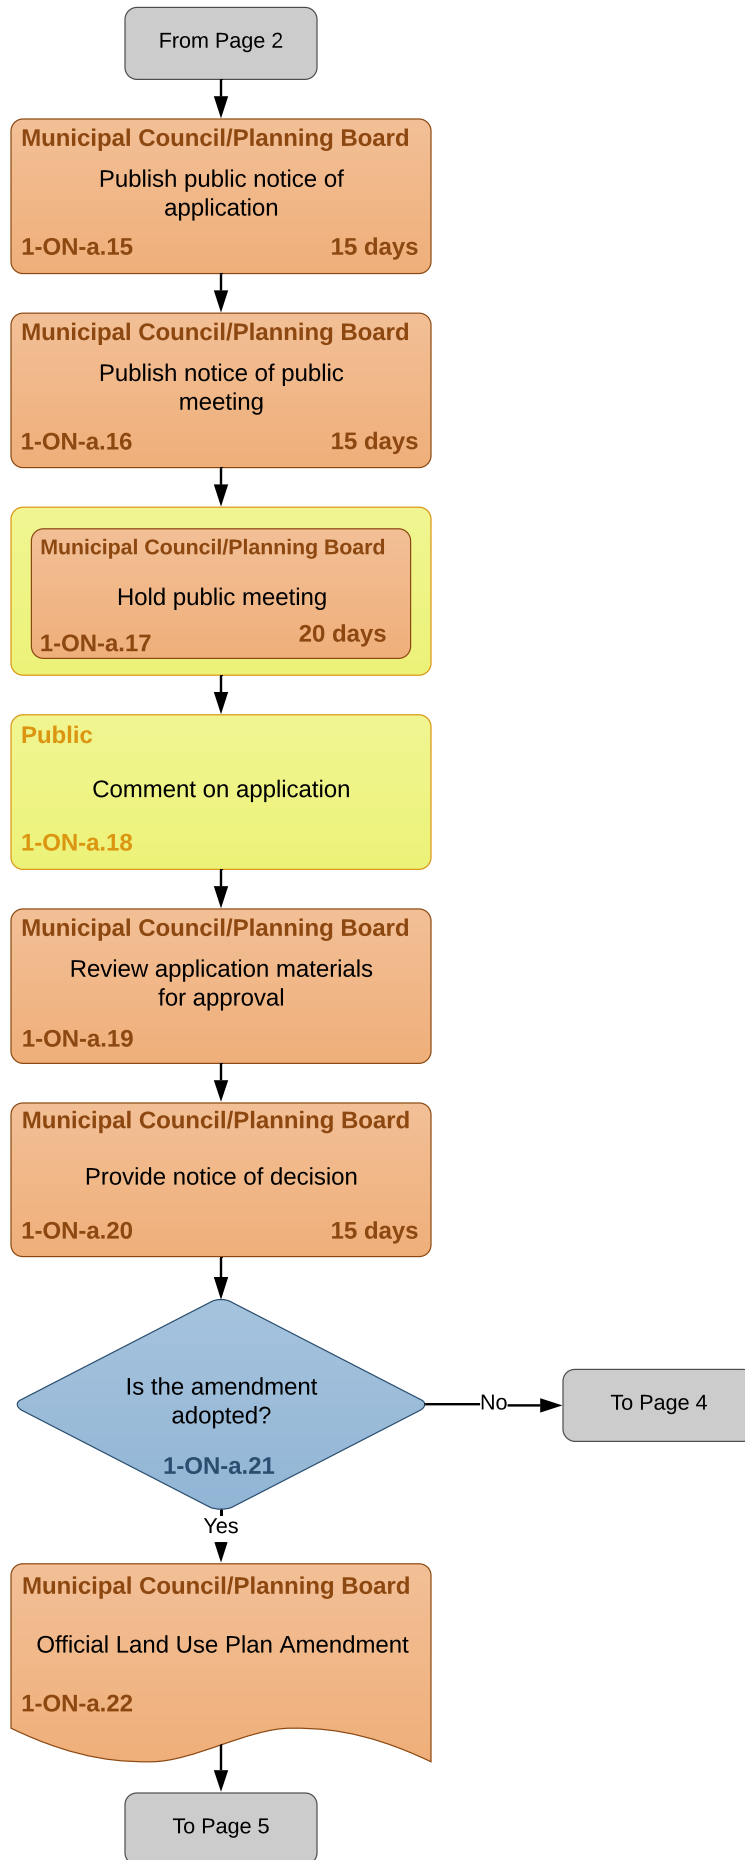 From Page 2
Municipal Council/Planning Board
Publish public notice of
application
1-ON-a.15 15 days
Municipal Council/Planning Board
Publish notice of public
meeting
1-ON-a.16 15 days
Municipal Council/Planning Board
Hold public meeting
1-ON-a.17 20 days
Public
Comment on application
1-ON-a.18
Municipal Council/Planning Board
Review application materials
for approval
1-ON-a.19
Municipal Council/Planning Board
Provide notice of decision
1-ON-a.20 15 days
Is the amendment
adopted?
1-ON-a.21
No
To Page 4
Yes
Municipal Council/Planning Board
Official Land Use Plan Amendment
1-ON-a.22
To Page 5